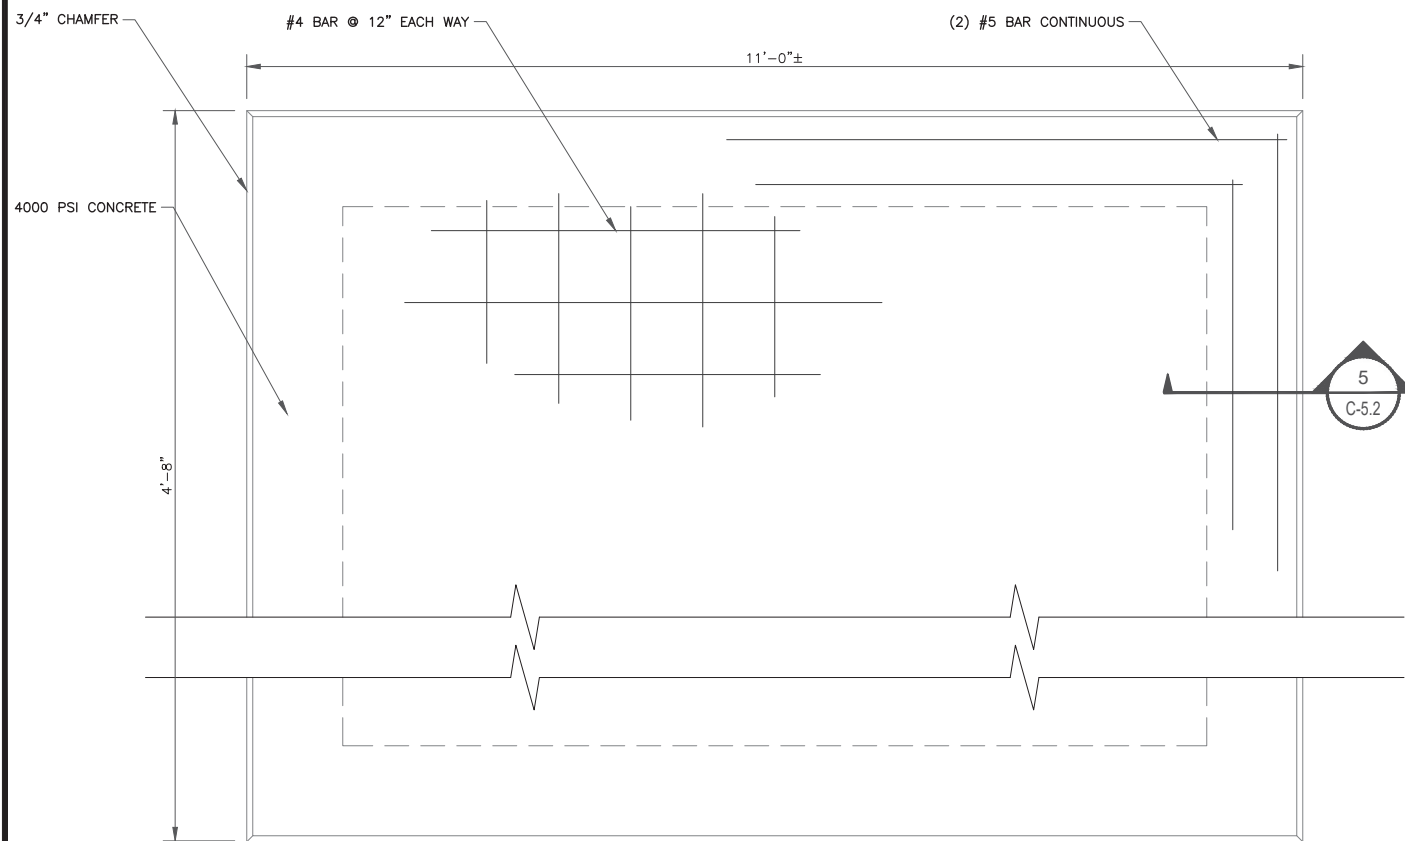 3/4" CHAMFER
#4 BAR @ 12" EACH WAY
(2) #5 BAR CONTINUOUS
11'-0"±
4000 PSI CONCRETE
5
C-5.2
4'-8"